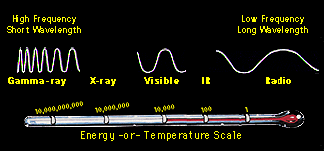 High Frequency
Short Wavelength
Low Frequency
Long Wavelength
Gamma-ray X-ray Visible IR Radio
10,000,000,000 10,000,000 10,000 100 1
Energy -or- Temperature Scale